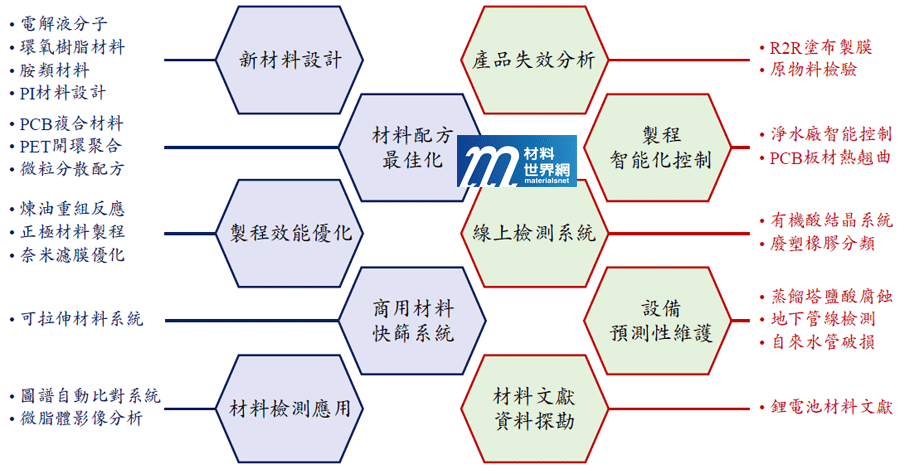 • 電解液分子
• 環氧樹脂材料
• 胺類材料
• PI材料設計
新材料設計
• PCB複合材料
• PET開環聚合
• 微粒分散配方
材料配方
最佳化
• 煉油重組反應
• 正極材料製程
• 奈米濾膜優化
製程效能優化
• 可拉伸材料系統
商用材料
快篩系統
• 圖譜自動比對系統
• 微脂體影像分析
材料檢測應用
產品失效分析
• R2R塗布製膜
• 原物料檢驗
m材料
世界網
materialsnet
製程
智能化控制
• 淨水廠智能控制
• PCB板材熱翹曲
線上檢測系統
• 有機酸結晶系統
• 廢塑橡膠分類
設備
預測性維護
• 蒸餾塔鹽酸腐蝕
• 地下管線檢測
• 自來水管破損
材料文獻
資料探勘
• 鋰電池材料文獻